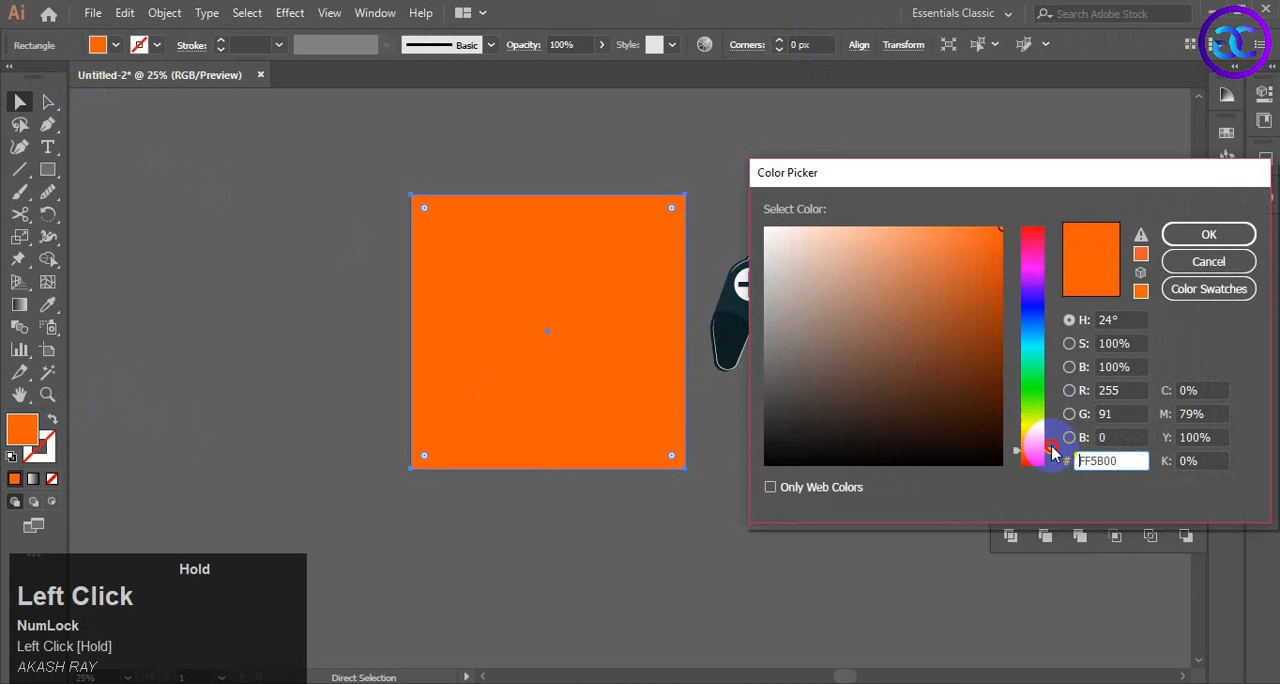 Ai File Edit Object Type Select Effect View Window Help Essentials Classic Search Adobe Stock
Rectangle Stroke: Basic Opacity: 100% Style: Corners: 0 px Align Transform
Untitled-2* @ 25% (RGB/Preview)
Color Picker
Select Color:
OK
Cancel
Color Swatches
H: 24°
S: 100%
B: 100%
R: 255 C: 0%
G: 91 M: 79%
B: 0 Y: 100%
# FF5B00 K: 0%
Only Web Colors
Hold
Left Click
NumLock
Left Click [Hold]
AKASH RAY
25% 1 Direct Selection